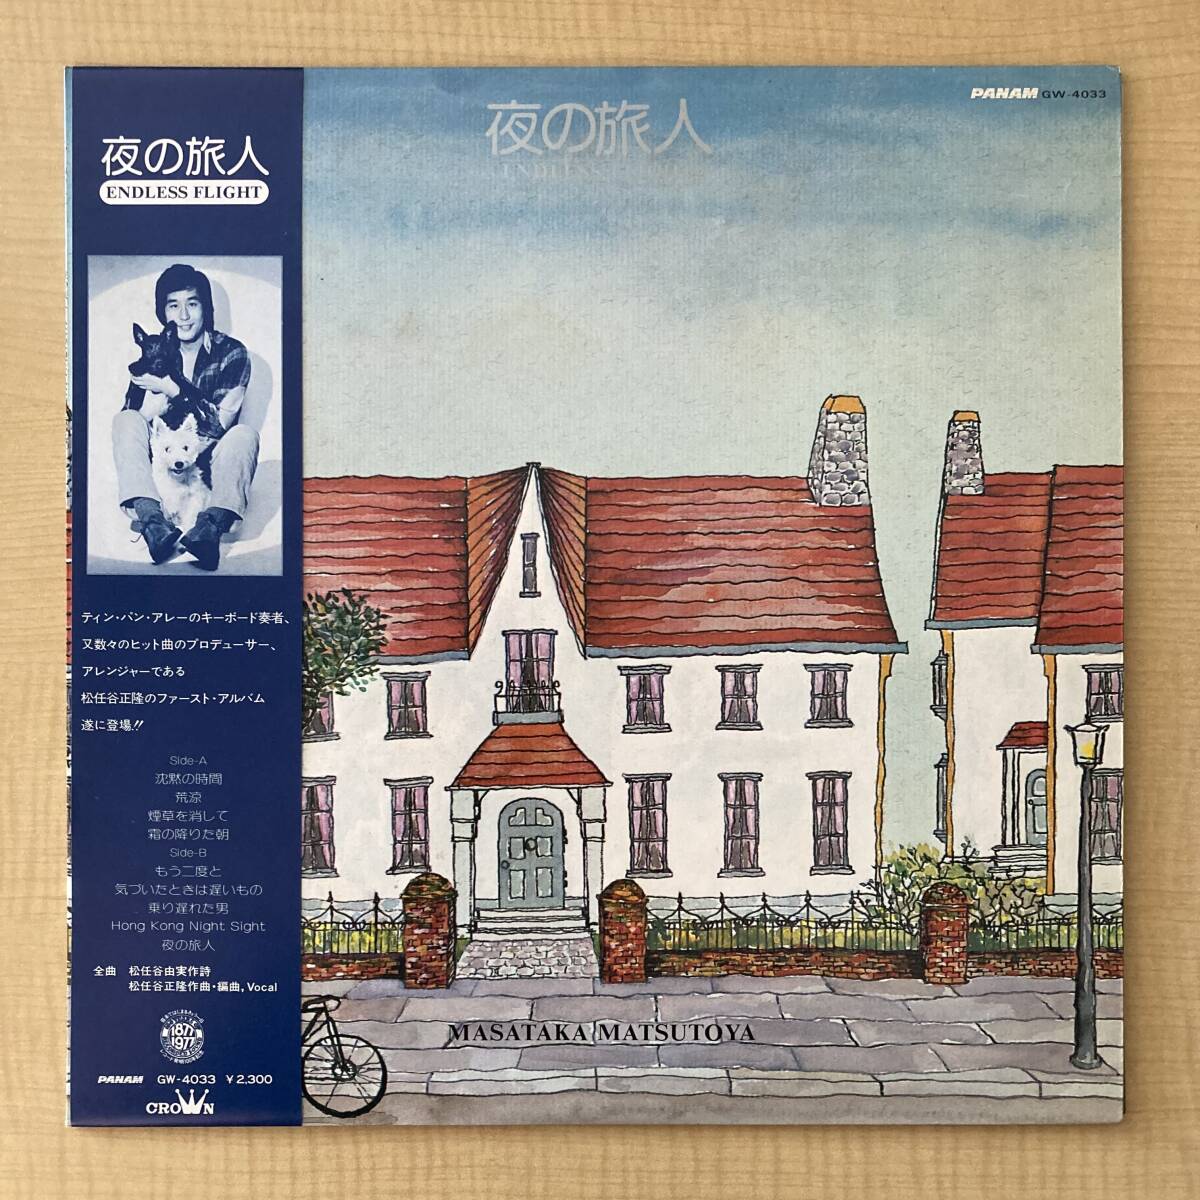 夜の旅人
ENDLESS FLIGHT
ティン・パン・アレーのキーボード奏者、
又数々のヒット曲のプロデューサー、
アレンジャーである
松任谷正隆のファースト・アルバム
遂に登場!!
Side-A
沈黙の時間
荒涼
煙草を消して
霜の降りた朝
Side-B
もう二度と
気づいたときは遅いもの
乗り遅れた男
Hong Kong Night Sight
夜の旅人
全曲 松任谷由実作詩
松任谷正隆作曲・編曲,Vocal
1877
1977
PANAM GW-4033 ¥2,300
CROWN
PANAM GW-4033
夜の旅人
ENDLESS
MASATAKA MATSUTOYA